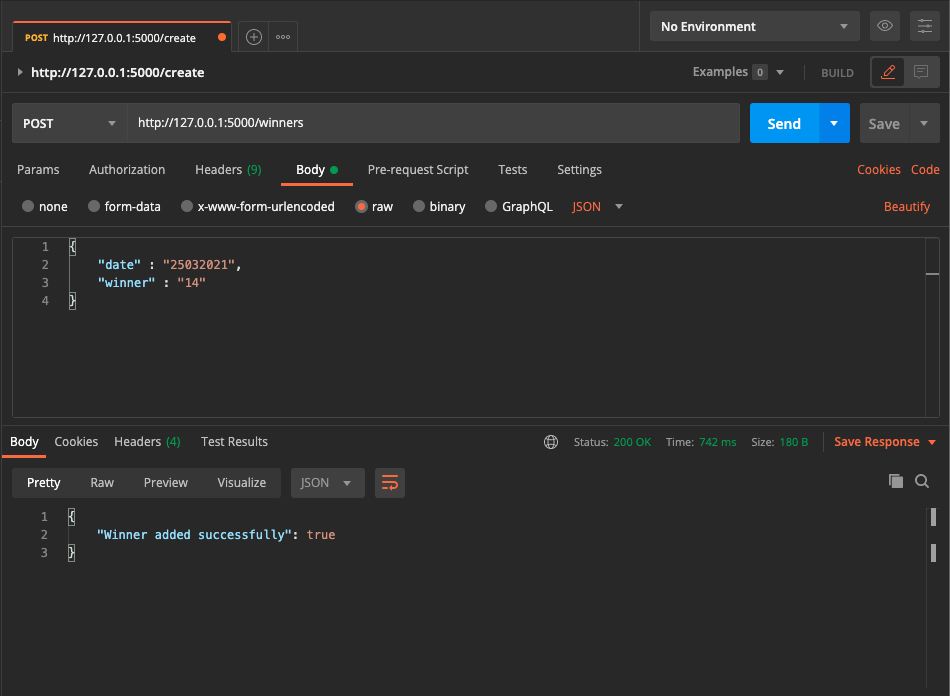 POST http://127.0.0.1:5000/create
No Environment
http://127.0.0.1:5000/create
Examples 0
BUILD
POST http://127.0.0.1:5000/winners
Send
Save
Params Authorization Headers (9) Body Pre-request Script Tests Settings Cookies Code
none form-data x-www-form-urlencoded raw binary GraphQL JSON Beautify
1 {
2 "date" : "25032021",
3 "winner" : "14"
4 }
Body Cookies Headers (4) Test Results Status: 200 OK Time: 742 ms Size: 180 B Save Response
Pretty Raw Preview Visualize JSON
1 {
2 "Winner added successfully": true
3 }